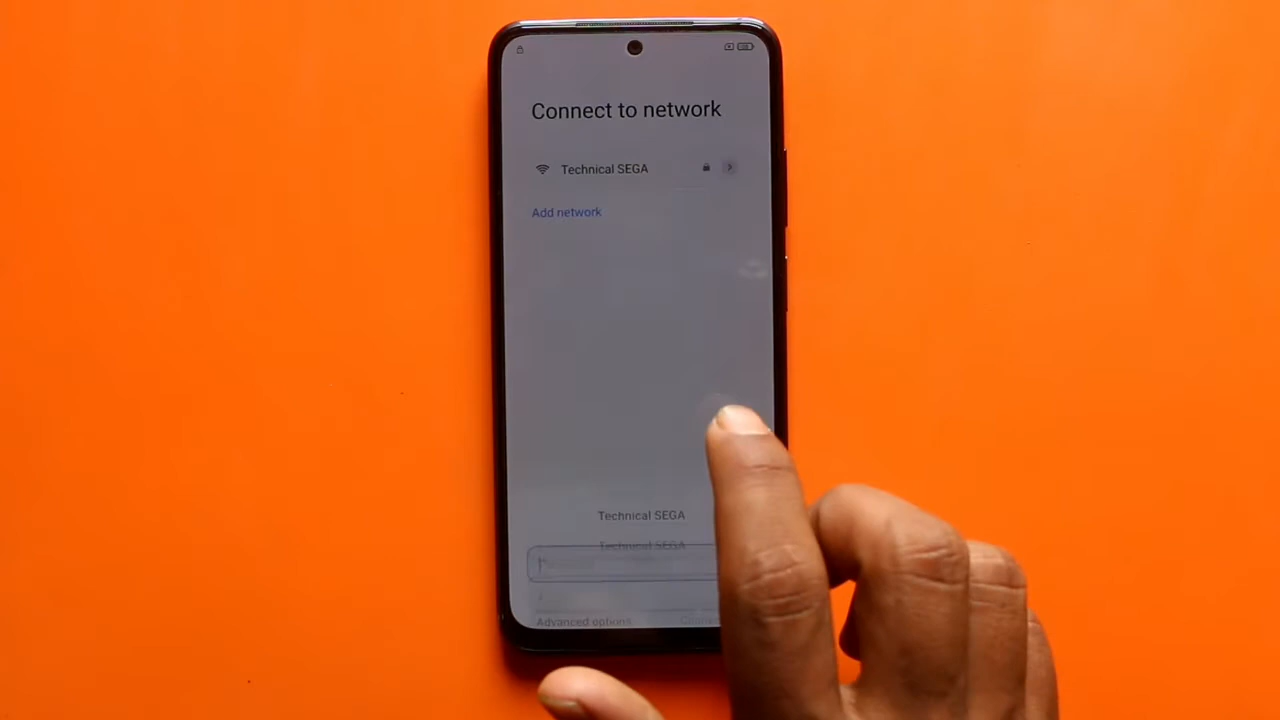 Connect to network
Technical SEGA
Add network
Technical SEGA
Technical SEGA
Advanced options